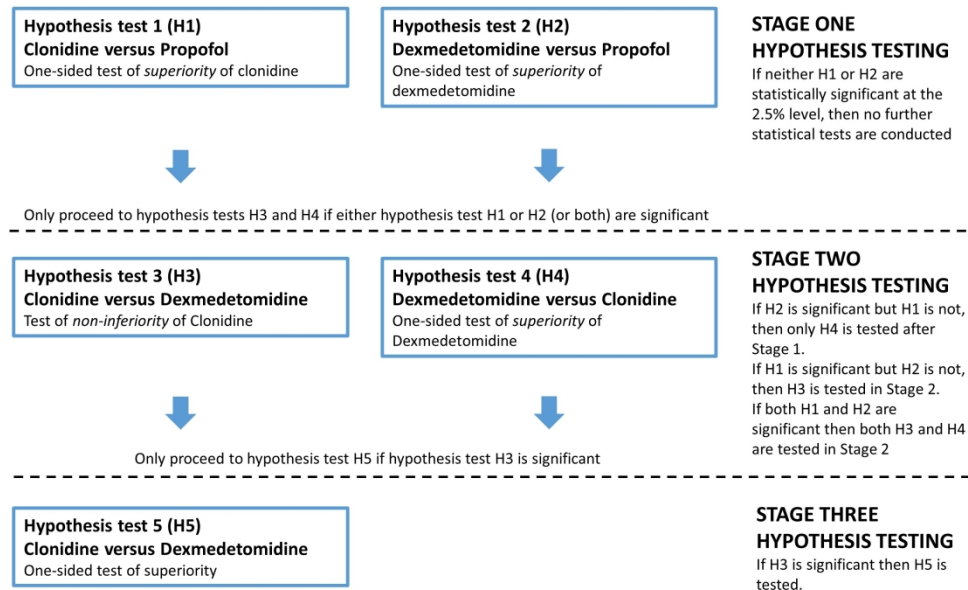 Hypothesis test 1 (H1)
Clonidine versus Propofol
One-sided test of superiority of clonidine
Hypothesis test 2 (H2)
Dexmedetomidine versus Propofol
One-sided test of superiority of
dexmedetomidine
STAGE ONE
HYPOTHESIS TESTING
If neither H1 or H2 are
statistically significant at the
2.5% level, then no further
statistical tests are conducted
Only proceed to hypothesis tests H3 and H4 if either hypothesis test H1 or H2 (or both) are significant
Hypothesis test 3 (H3)
Clonidine versus Dexmedetomidine
Test of non-inferiority of Clonidine
Hypothesis test 4 (H4)
Dexmedetomidine versus Clonidine
One-sided test of superiority of
Dexmedetomidine
STAGE TWO
HYPOTHESIS TESTING
If H2 is significant but H1 is not,
then only H4 is tested after
Stage 1.
If H1 is significant but H2 is not,
then H3 is tested in Stage 2.
If both H1 and H2 are
significant then both H3 and H4
are tested in Stage 2
Only proceed to hypothesis test H5 if hypothesis test H3 is significant
Hypothesis test 5 (H5)
Clonidine versus Dexmedetomidine
One-sided test of superiority
STAGE THREE
HYPOTHESIS TESTING
If H3 is significant then H5 is
tested.